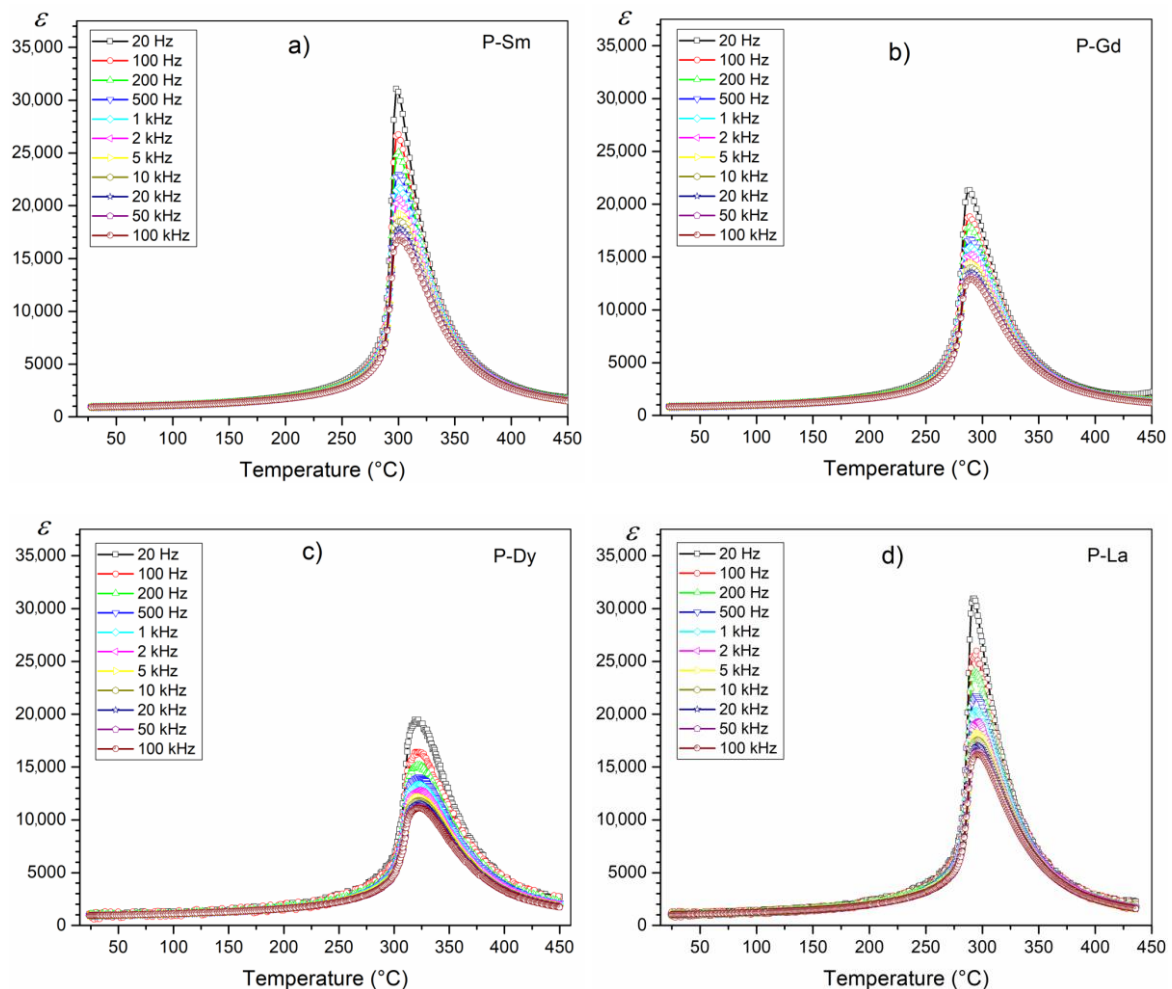 ε
a)
P-Sm
20 Hz
100 Hz
200 Hz
500 Hz
1 kHz
2 kHz
5 kHz
10 kHz
20 kHz
50 kHz
100 kHz
35,000
30,000
25,000
20,000
15,000
10,000
5000
0
50 100 150 200 250 300 350 400 450
Temperature (°C)
ε
b)
P-Gd
20 Hz
100 Hz
200 Hz
500 Hz
1 kHz
2 kHz
5 kHz
10 kHz
20 kHz
50 kHz
100 kHz
35,000
30,000
25,000
20,000
15,000
10,000
5000
0
50 100 150 200 250 300 350 400 450
Temperature (°C)
ε
c)
P-Dy
20 Hz
100 Hz
200 Hz
500 Hz
1 kHz
2 kHz
5 kHz
10 kHz
20 kHz
50 kHz
100 kHz
35,000
30,000
25,000
20,000
15,000
10,000
5000
0
50 100 150 200 250 300 350 400 450
Temperature (°C)
ε
d)
P-La
20 Hz
100 Hz
200 Hz
500 Hz
1 kHz
2 kHz
5 kHz
10 kHz
20 kHz
50 kHz
100 kHz
35,000
30,000
25,000
20,000
15,000
10,000
5000
0
50 100 150 200 250 300 350 400 450
Temperature (°C)